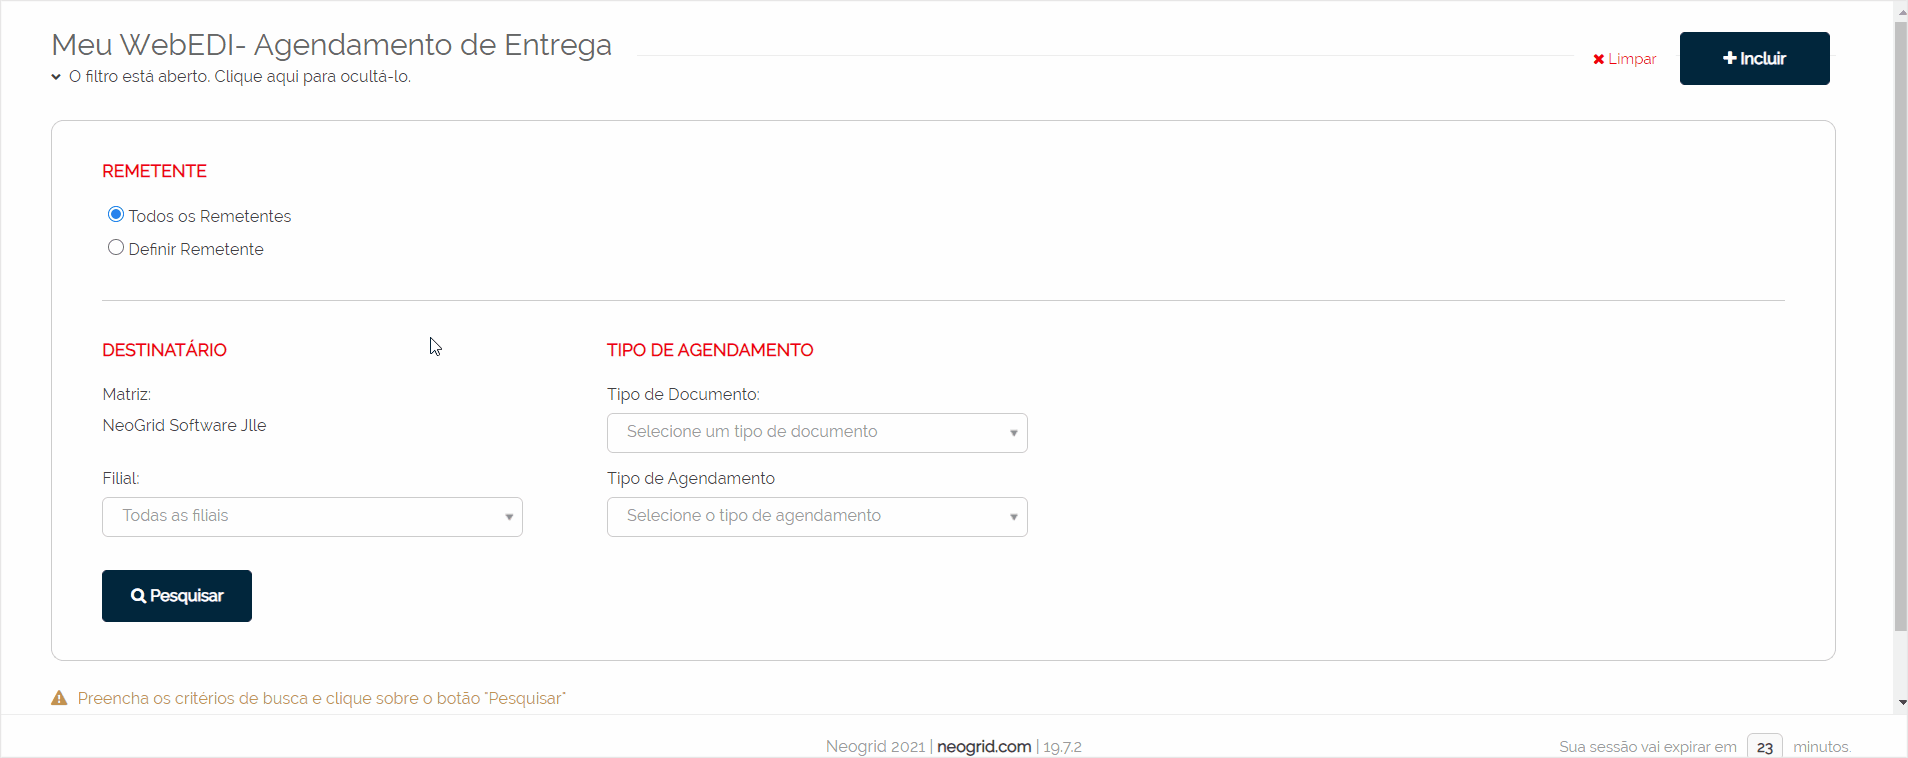 Meu WebEDI- Agendamento de Entrega
O filtro está aberto. Clique aqui para ocultá-lo.
Limpar
Incluir
REMETENTE
Todos os Remetentes
Definir Remetente
DESTINATÁRIO
Matriz:
NeoGrid Software Jlle
Filial:
Todas as filiais
TIPO DE AGENDAMENTO
Tipo de Documento:
Selecione um tipo de documento
Tipo de Agendamento
Selecione o tipo de agendamento
Pesquisar
Preencha os critérios de busca e clique sobre o botão "Pesquisar"
Neogrid 2021 | neogrid.com | 19.7.2
Sua sessão vai expirar em 23 minutos.